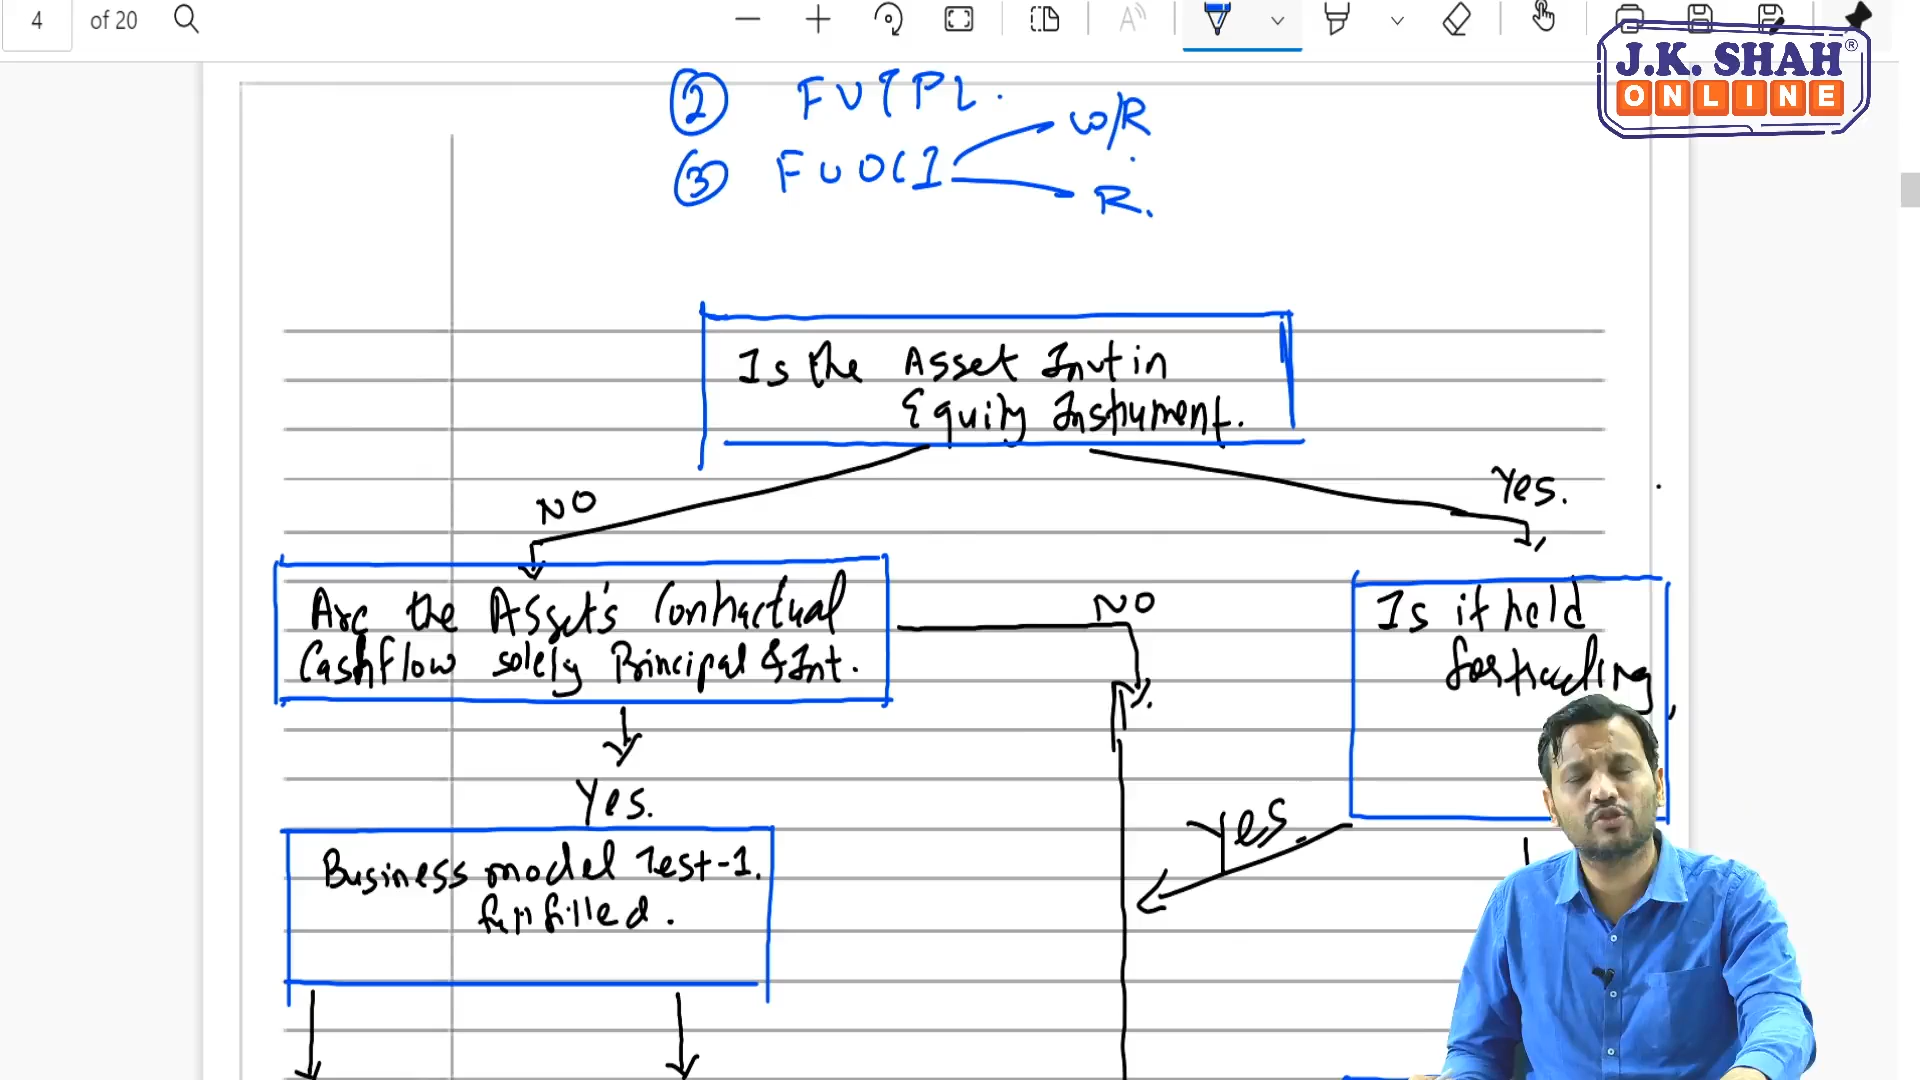 4 of 20
J.K. SHAH®
ONLINE
② FVTPL.
③ FVOCI
W/R
R.
Is the Asset Invt in
Equity Instrument.
NO
Yes.
Are the Asset's Contractual
Cashflow solely Principal & Int.
NO
Is it held
for trading
Yes.
Yes.
Business model Test-1.
fulfilled.